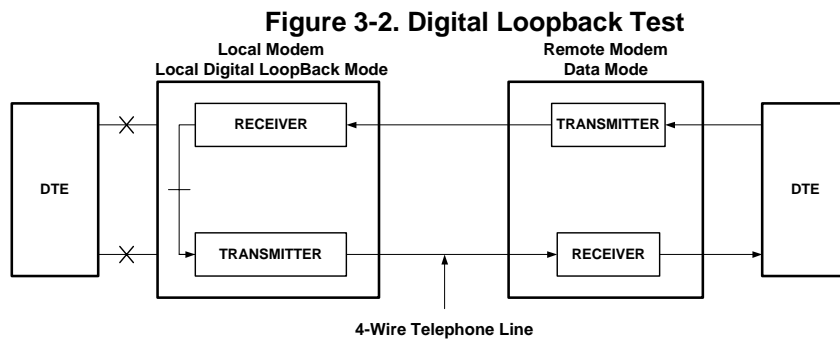 Figure 3-2. Digital Loopback Test
Local Modem
Local Digital LoopBack Mode
Remote Modem
Data Mode
DTE
RECEIVER
TRANSMITTER
DTE
TRANSMITTER
RECEIVER
4-Wire Telephone Line